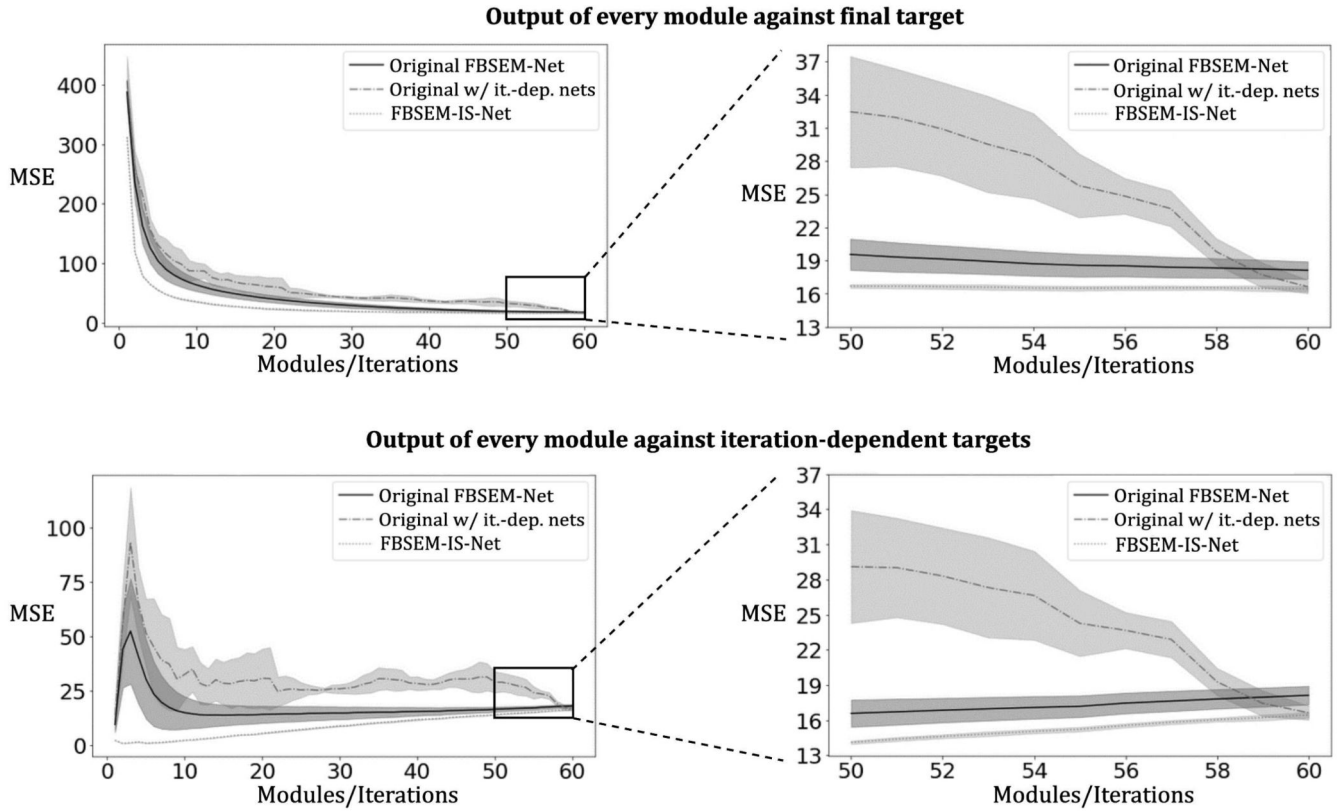 Output of every module against final target
MSE
400
300
200
100
0
Original FBSEM-Net
Original w/ it.-dep. nets
FBSEM-IS-Net
0 10 20 30 40 50 60
Modules/Iterations
MSE
37
34
31
28
25
22
19
16
13
Original FBSEM-Net
Original w/ it.-dep. nets
FBSEM-IS-Net
50 52 54 56 58 60
Modules/Iterations
Output of every module against iteration-dependent targets
MSE
100
75
50
25
0
Original FBSEM-Net
Original w/ it.-dep. nets
FBSEM-IS-Net
0 10 20 30 40 50 60
Modules/Iterations
MSE
37
34
31
28
25
22
19
16
13
Original FBSEM-Net
Original w/ it.-dep. nets
FBSEM-IS-Net
50 52 54 56 58 60
Modules/Iterations